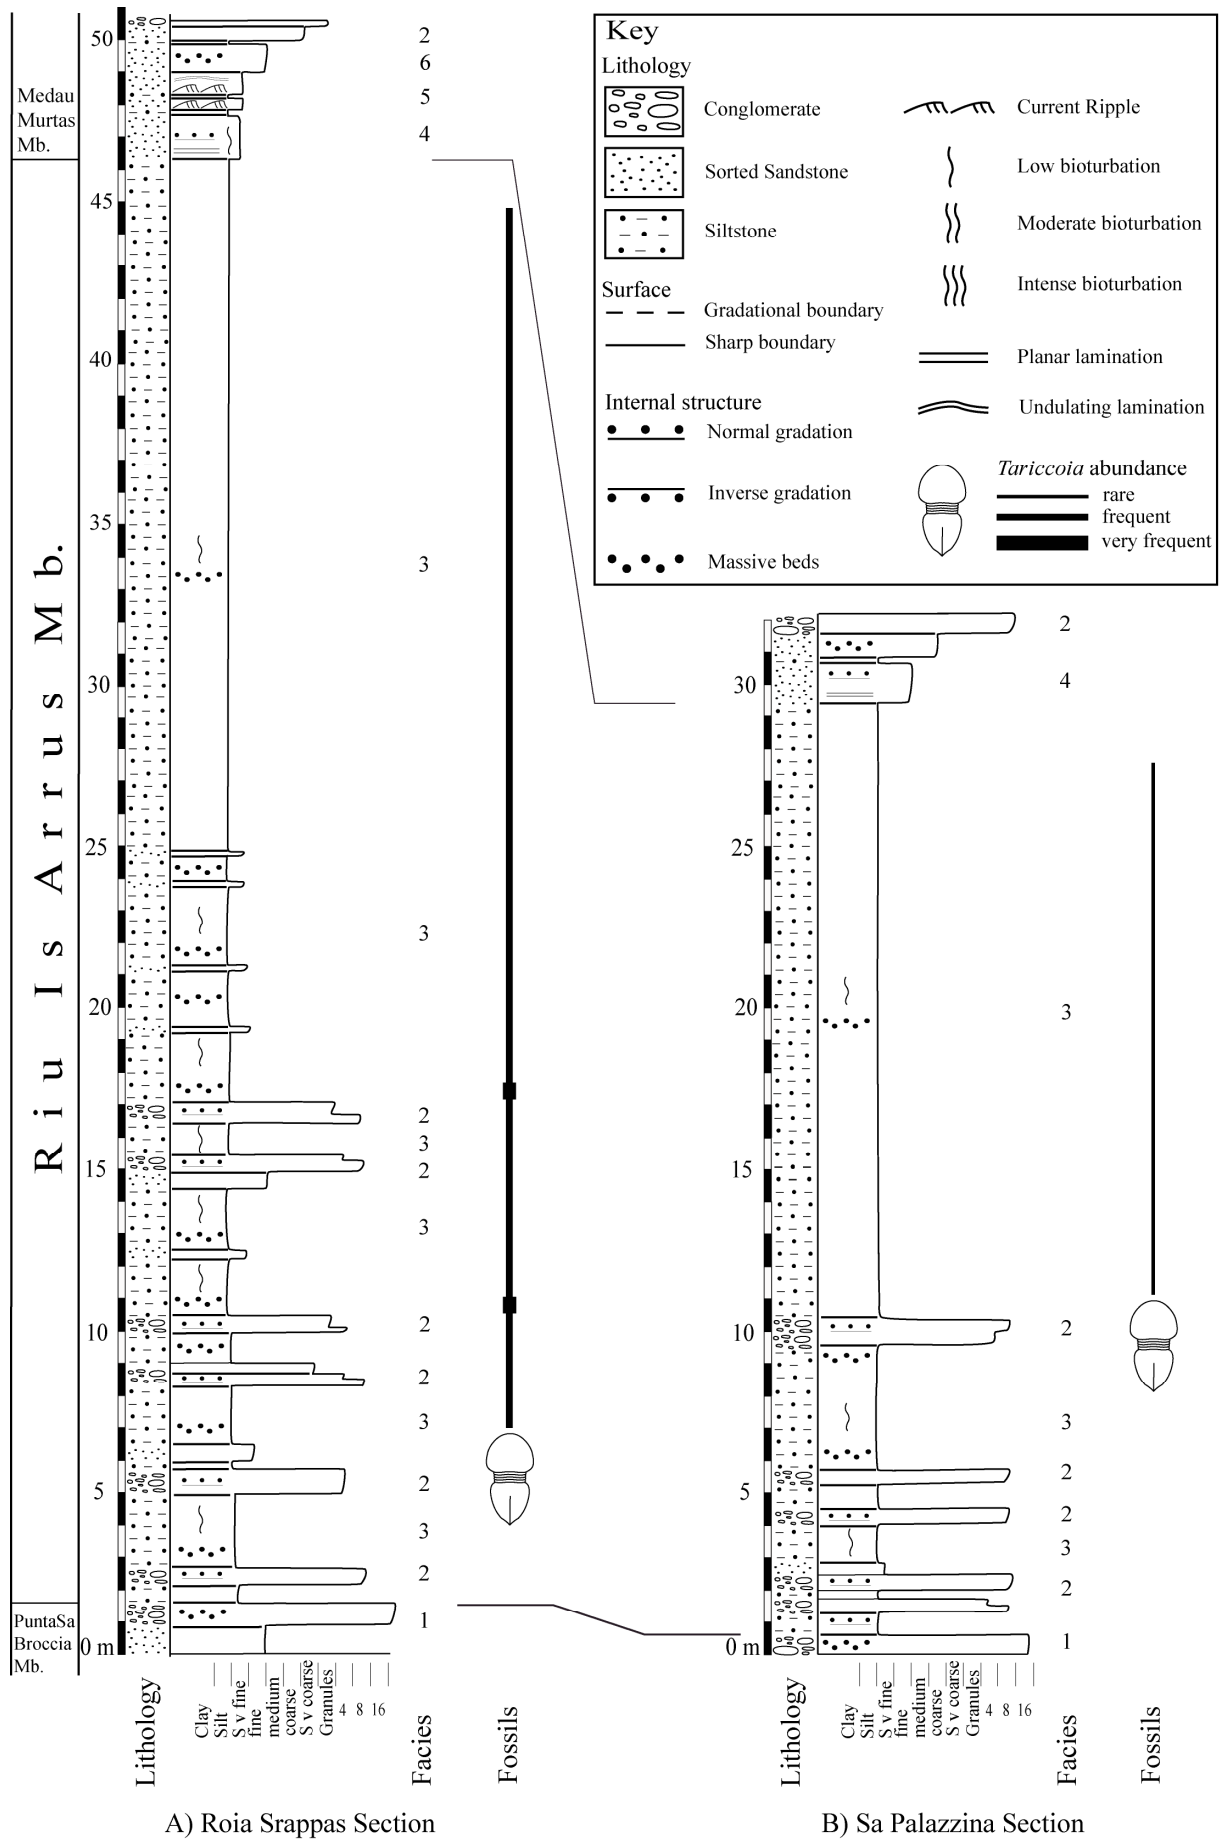 Key
Lithology
Conglomerate
Sorted Sandstone
Siltstone
Surface
Gradational boundary
Sharp boundary
Internal structure
Normal gradation
Inverse gradation
Massive beds
Current Ripple
Low bioturbation
Moderate bioturbation
Intense bioturbation
Planar lamination
Undulating lamination
Tariccoia abundance
rare
frequent
very frequent
Medau
Murtas
Mb.
Riu Is Arrus Mb.
PuntaSa
Broccia
Mb.
50
45
40
35
30
25
20
15
10
5
0 m
2
6
5
4
3
3
2
3
2
3
2
2
3
2
3
2
1
Lithology
Clay
Silt
S v fine
fine
medium
coarse
S v coarse
Granules
4 8 16
Facies
Fossils
A) Roia Srappas Section
30
25
20
15
10
5
0 m
2
4
3
2
3
2
2
3
2
1
Lithology
Clay
Silt
S v fine
fine
medium
coarse
S v coarse
Granules
4 8 16
Facies
Fossils
B) Sa Palazzina Section